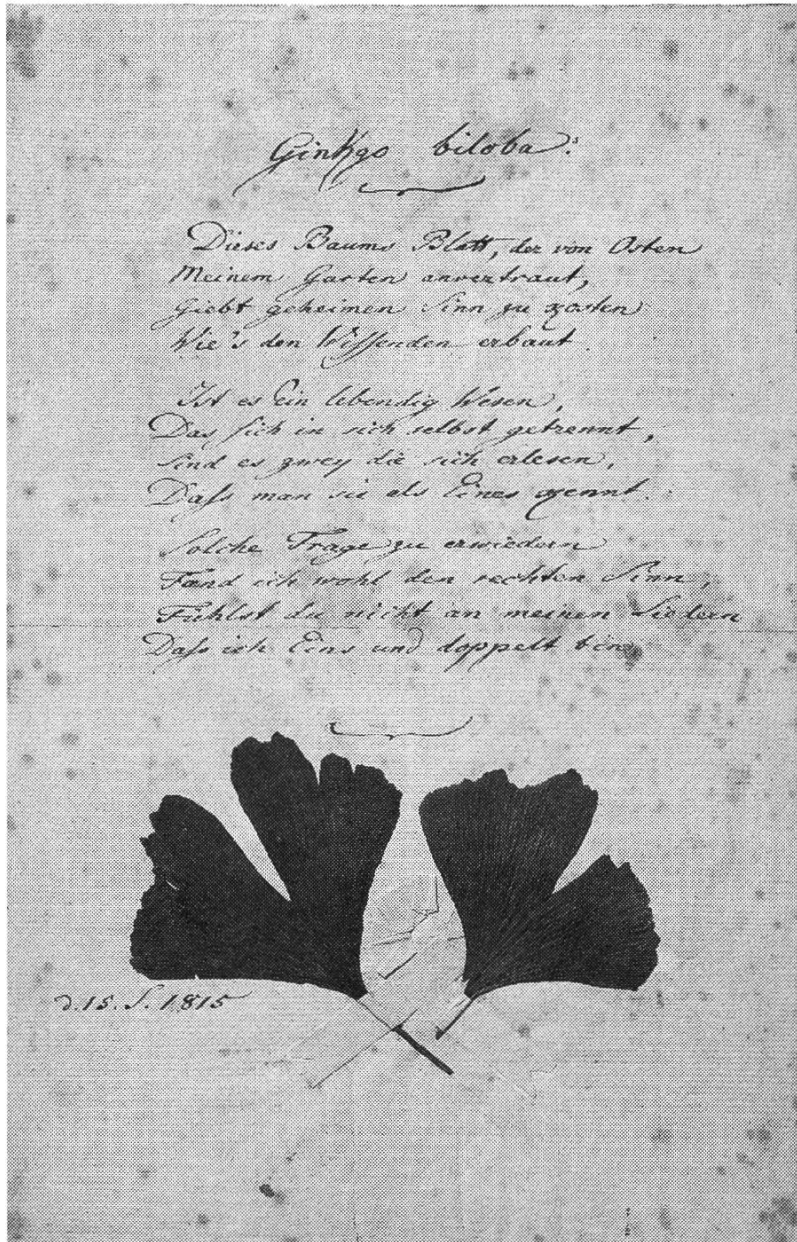 Ginkgo biloba.
Dieses Baums Blatt, der von Osten
Meinem Garten anvertraut,
Giebt geheimen Sinn zu kosten
Wie's den Wissenden erbaut.
Ist es Ein lebendig Wesen,
Das sich in sich selbst getrennt,
Sind es zwey die sich erlesen,
Dass man sie als Eines kennt.
Solche Frage zu erwiedern
Fand ich wohl den rechten Sinn,
Fühlst du nicht an meinen Liedern
Dass ich Eins und doppelt bin.
d. 15. S. 1815